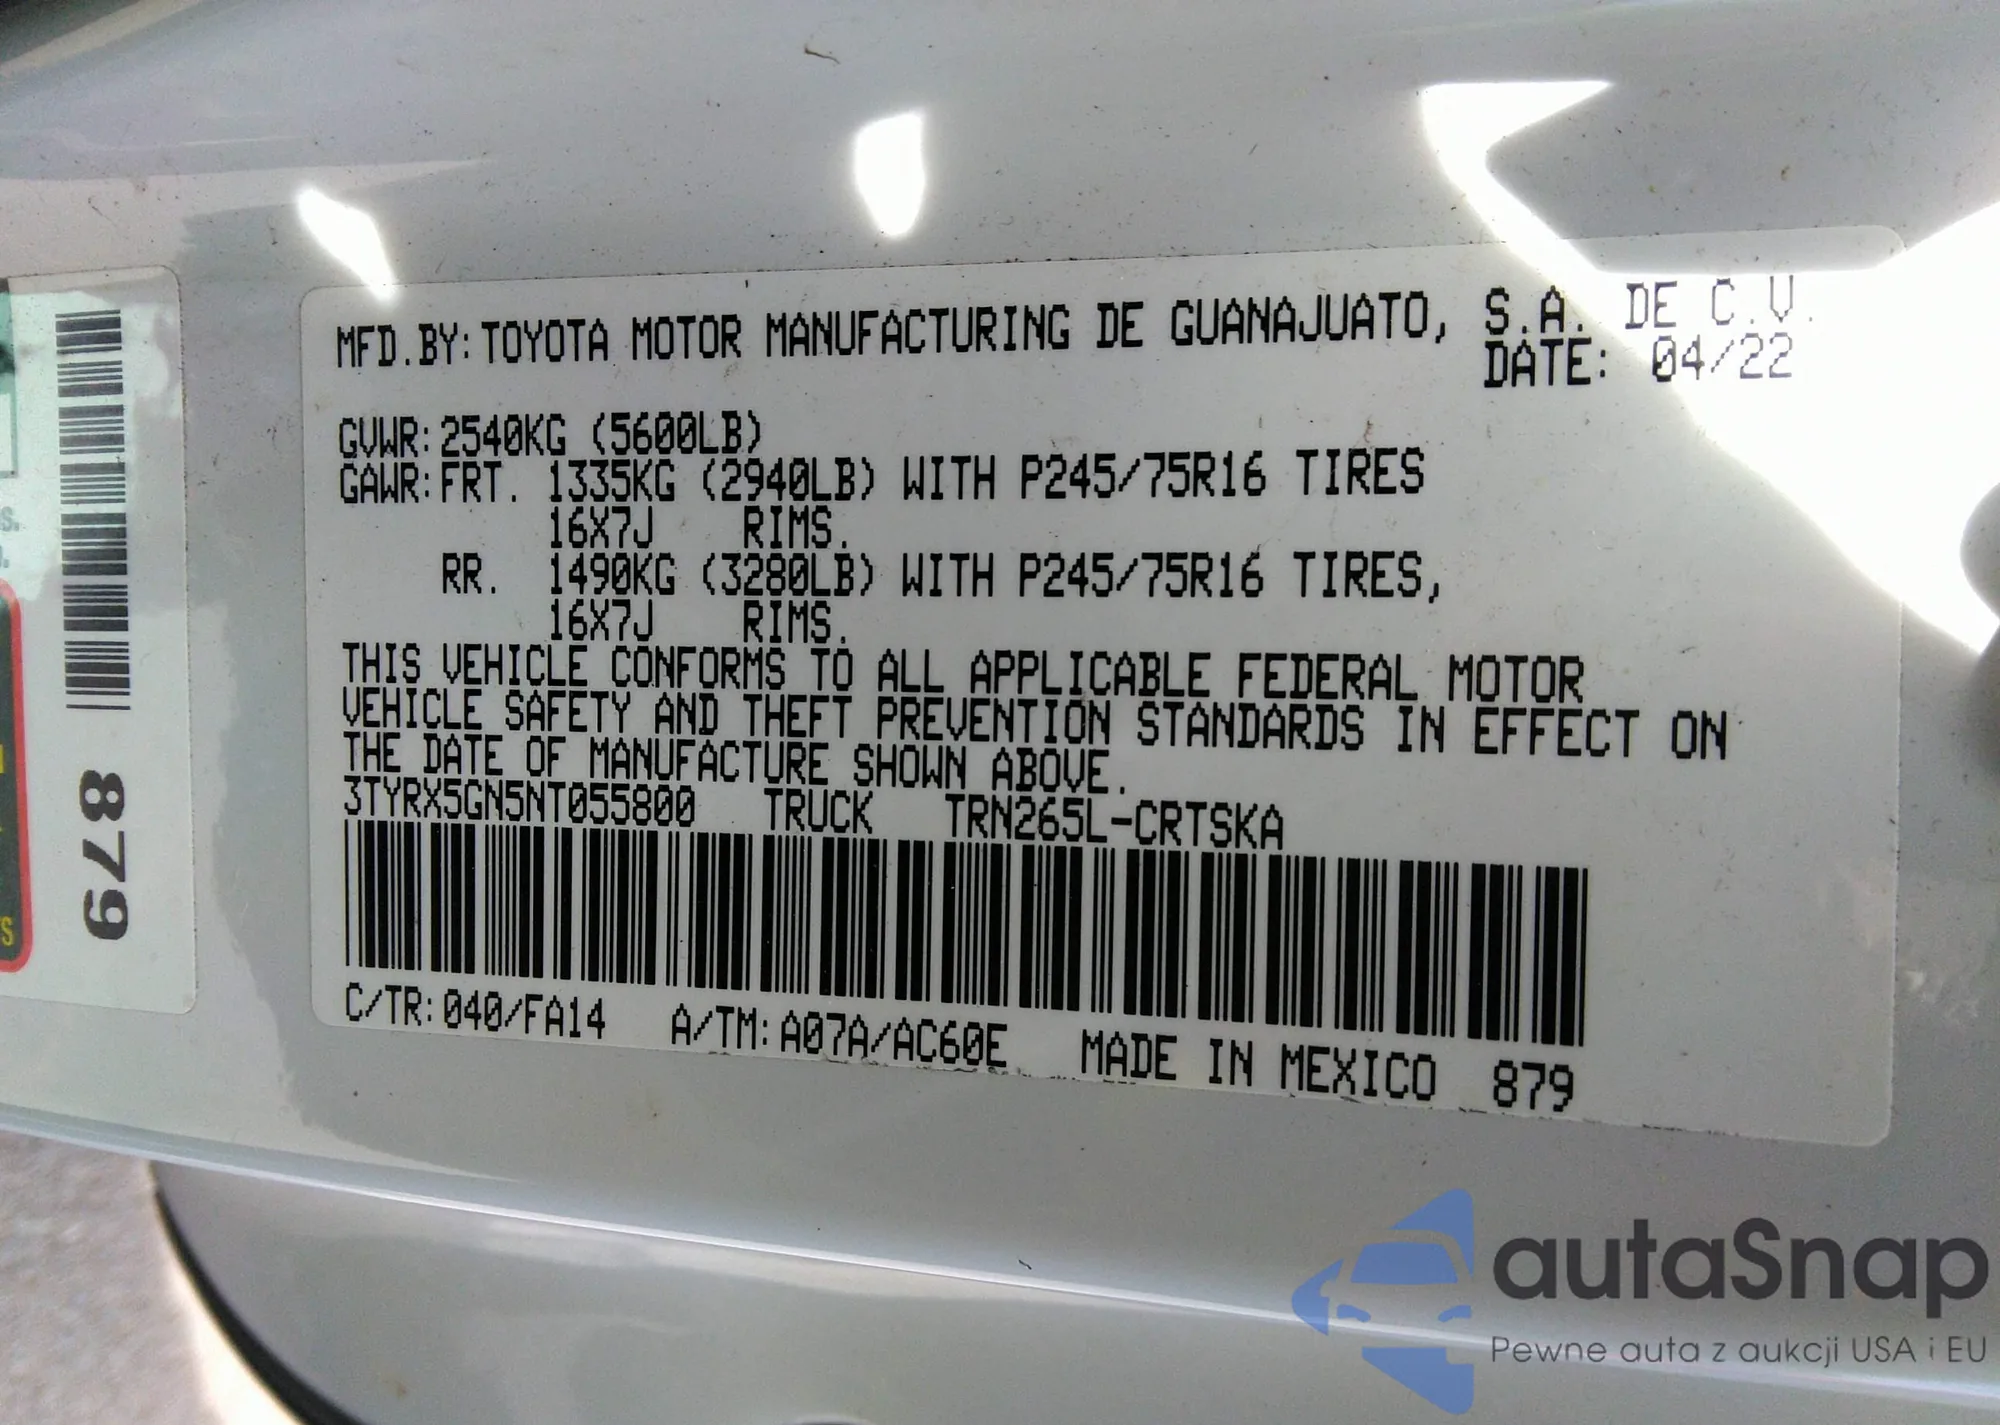 MFD.BY: TOYOTA MOTOR MANUFACTURING DE GUANAJUATO, S.A. DE C.V.
DATE: 04/22
GVWR: 2540KG (5600LB)
GAWR: FRT. 1335KG (2940LB) WITH P245/75R16 TIRES
16X7J RIMS.
RR. 1490KG (3280LB) WITH P245/75R16 TIRES,
16X7J RIMS.
THIS VEHICLE CONFORMS TO ALL APPLICABLE FEDERAL MOTOR
VEHICLE SAFETY AND THEFT PREVENTION STANDARDS IN EFFECT ON
THE DATE OF MANUFACTURE SHOWN ABOVE.
3TYRX5GN5NT055800 TRUCK TRN265L-CRTSKA
C/TR: 040/FA14 A/TM: A07A/AC60E MADE IN MEXICO 879
879
autaSnap
Pewne auta z aukcji USA i EU